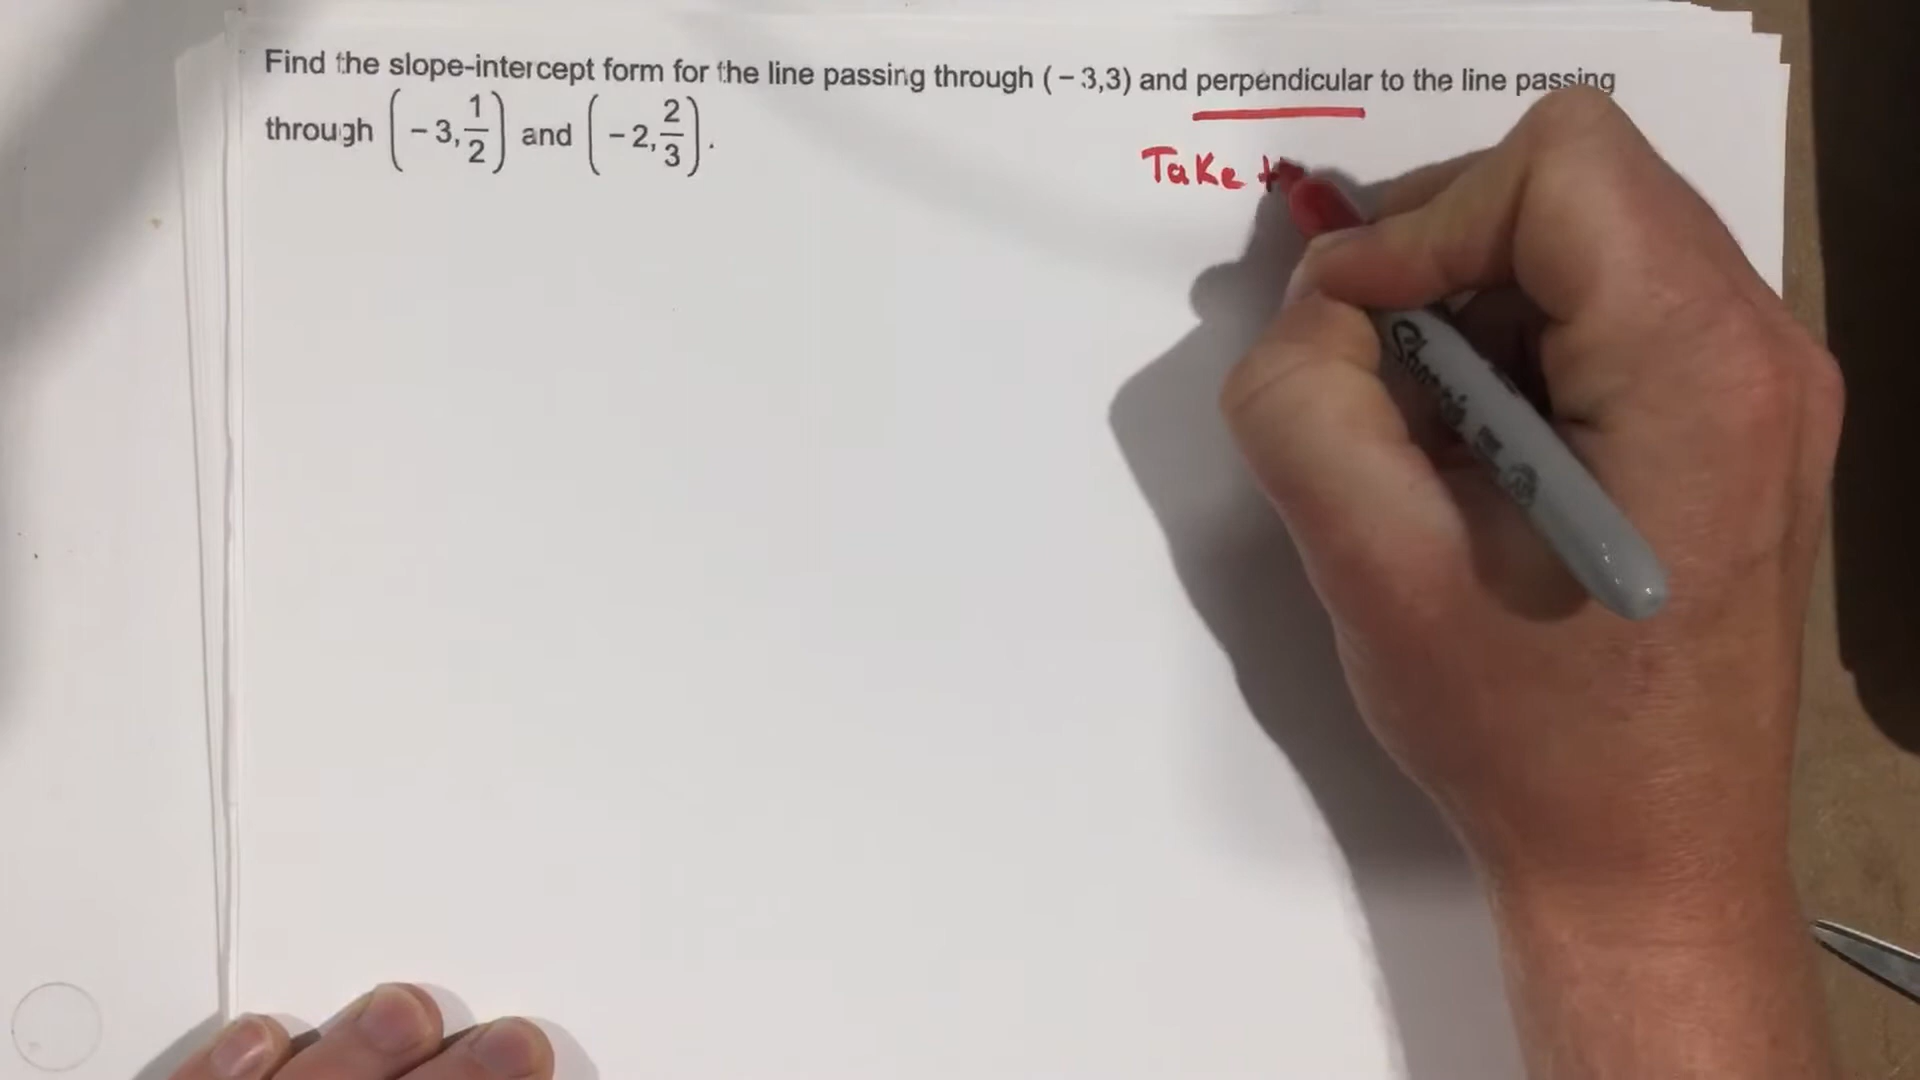 Find the slope-intercept form for the line passing through (−3,3) and perpendicular to the line passing
through (−3, 1/2) and (−2, 2/3).
Take
Sharpie